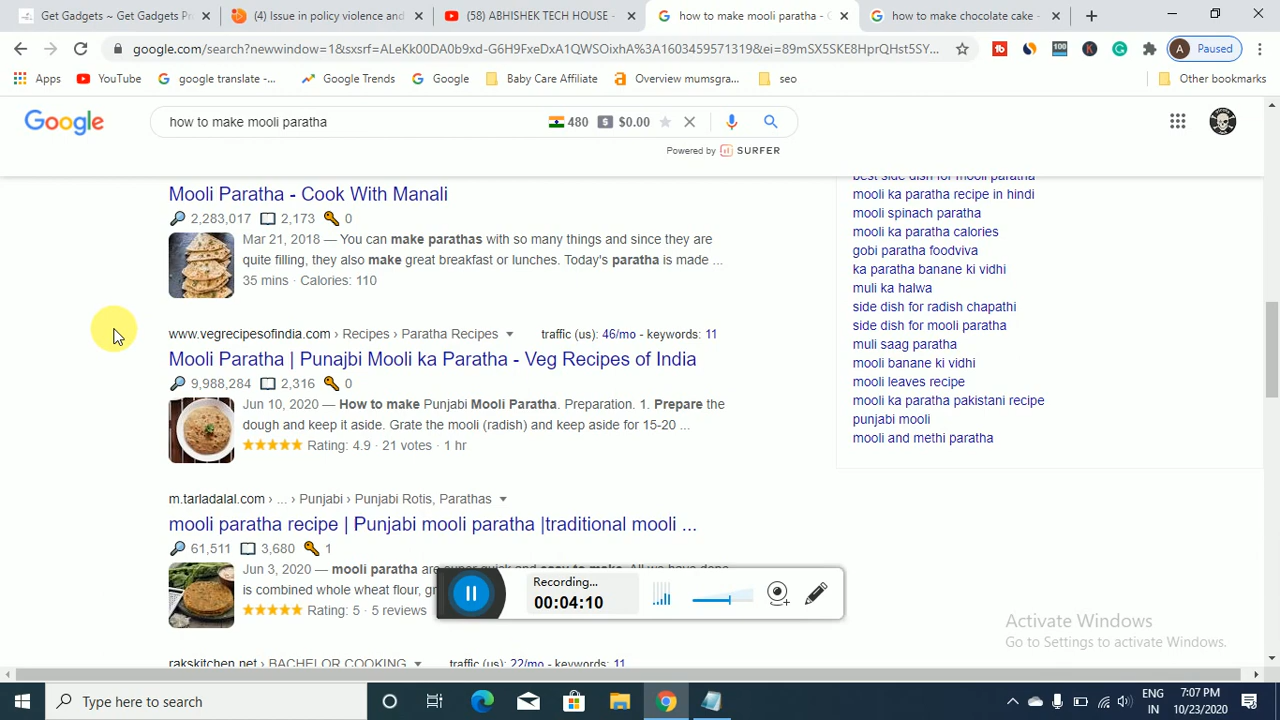 Get Gadgets ~ Get Gadgets P
(4) Issue in policy violence and
(58) ABHISHEK TECH HOUSE -
how to make mooli paratha - G
how to make chocolate cake -
google.com/search?newwindow=1&sxsrf=ALeKk00DA0b9xd-G6H9FxeDxA1QWSOixhA%3A1603459571319&ei=89mSX5SKE8HprQHst5SY...
A Paused
Apps
YouTube
google translate -...
Google Trends
Google
Baby Care Affiliate
Overview mumsgra...
seo
Other bookmarks
Google
how to make mooli paratha
480 $0.00
Powered by SURFER
Mooli Paratha - Cook With Manali
2,283,017 2,173 0
Mar 21, 2018 — You can make parathas with so many things and since they are
quite filling, they also make great breakfast or lunches. Today's paratha is made ...
35 mins · Calories: 110
www.vegrecipesofindia.com › Recipes › Paratha Recipes traffic (us): 46/mo - keywords: 11
Mooli Paratha | Punajbi Mooli ka Paratha - Veg Recipes of India
9,988,284 2,316 0
Jun 10, 2020 — How to make Punjabi Mooli Paratha. Preparation. 1. Prepare the
dough and keep it aside. Grate the mooli (radish) and keep aside for 15-20 ...
Rating: 4.9 · 21 votes · 1 hr
m.tarladalal.com › ... › Punjabi › Punjabi Rotis, Parathas
mooli paratha recipe | Punjabi mooli paratha |traditional mooli ...
61,511 3,680 1
Jun 3, 2020 — mooli paratha
is combined whole wheat flour, gr
Rating: 5 · 5 reviews
rakskitchen.net › BACHELOR COOKING traffic (us): 22/mo - keywords: 11
best side dish for mooli paratha
mooli ka paratha recipe in hindi
mooli spinach paratha
mooli ka paratha calories
gobi paratha foodviva
ka paratha banane ki vidhi
muli ka halwa
side dish for radish chapathi
side dish for mooli paratha
muli saag paratha
mooli banane ki vidhi
mooli leaves recipe
mooli ka paratha pakistani recipe
punjabi mooli
mooli and methi paratha
Recording...
00:04:10
Activate Windows
Go to Settings to activate Windows.
Type here to search
ENG
IN
7:07 PM
10/23/2020